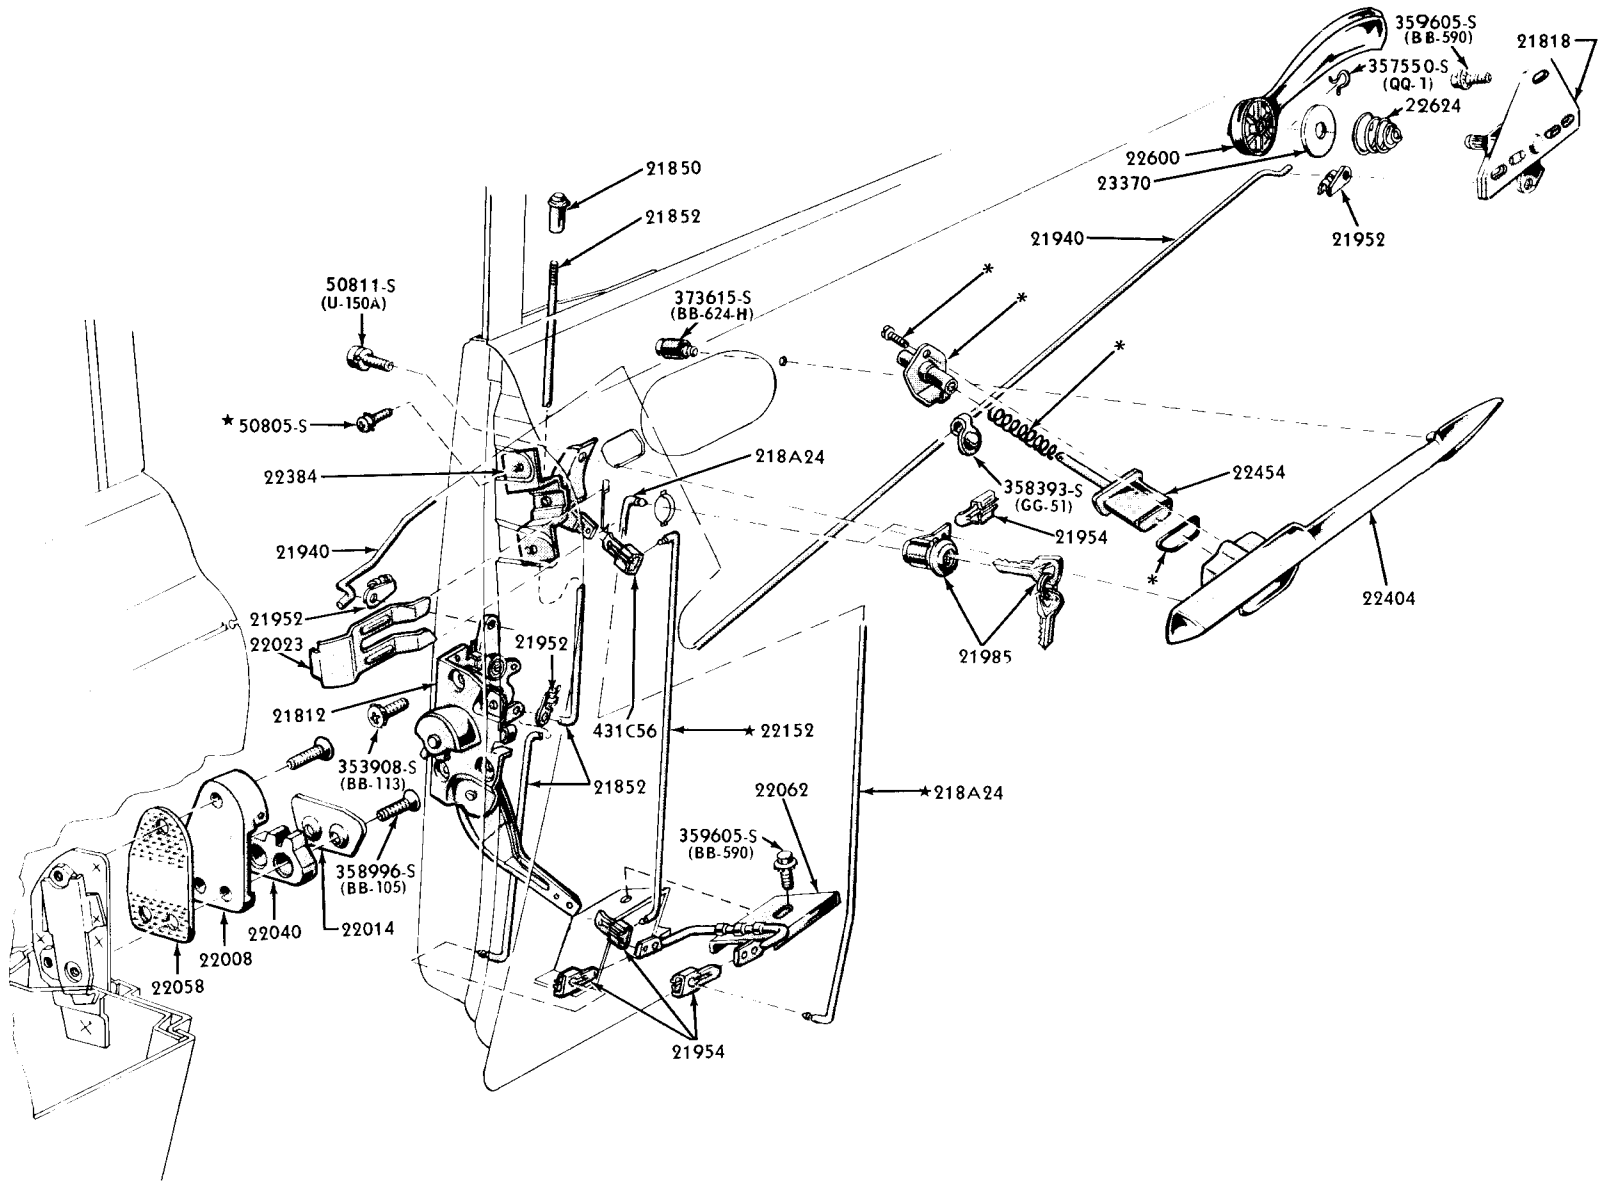 359605-S
(BB-590)
21818
357550-S
(QQ-1)
22624
22600
23370
21952
21850
21852
21940
50811-S
(U-150A)
373615-S
(BB-624-H)
*
*
*
★ 50805-S
22384
218A24
22454
358393-S
(GG-51)
21954
21940
*
22404
21952
22023
21952
21985
21812
431C56
★ 22152
353908-S
(BB-113)
21852
22062
★ 218A24
359605-S
(BB-590)
358996-S
(BB-105)
22014
22040
22008
22058
21954